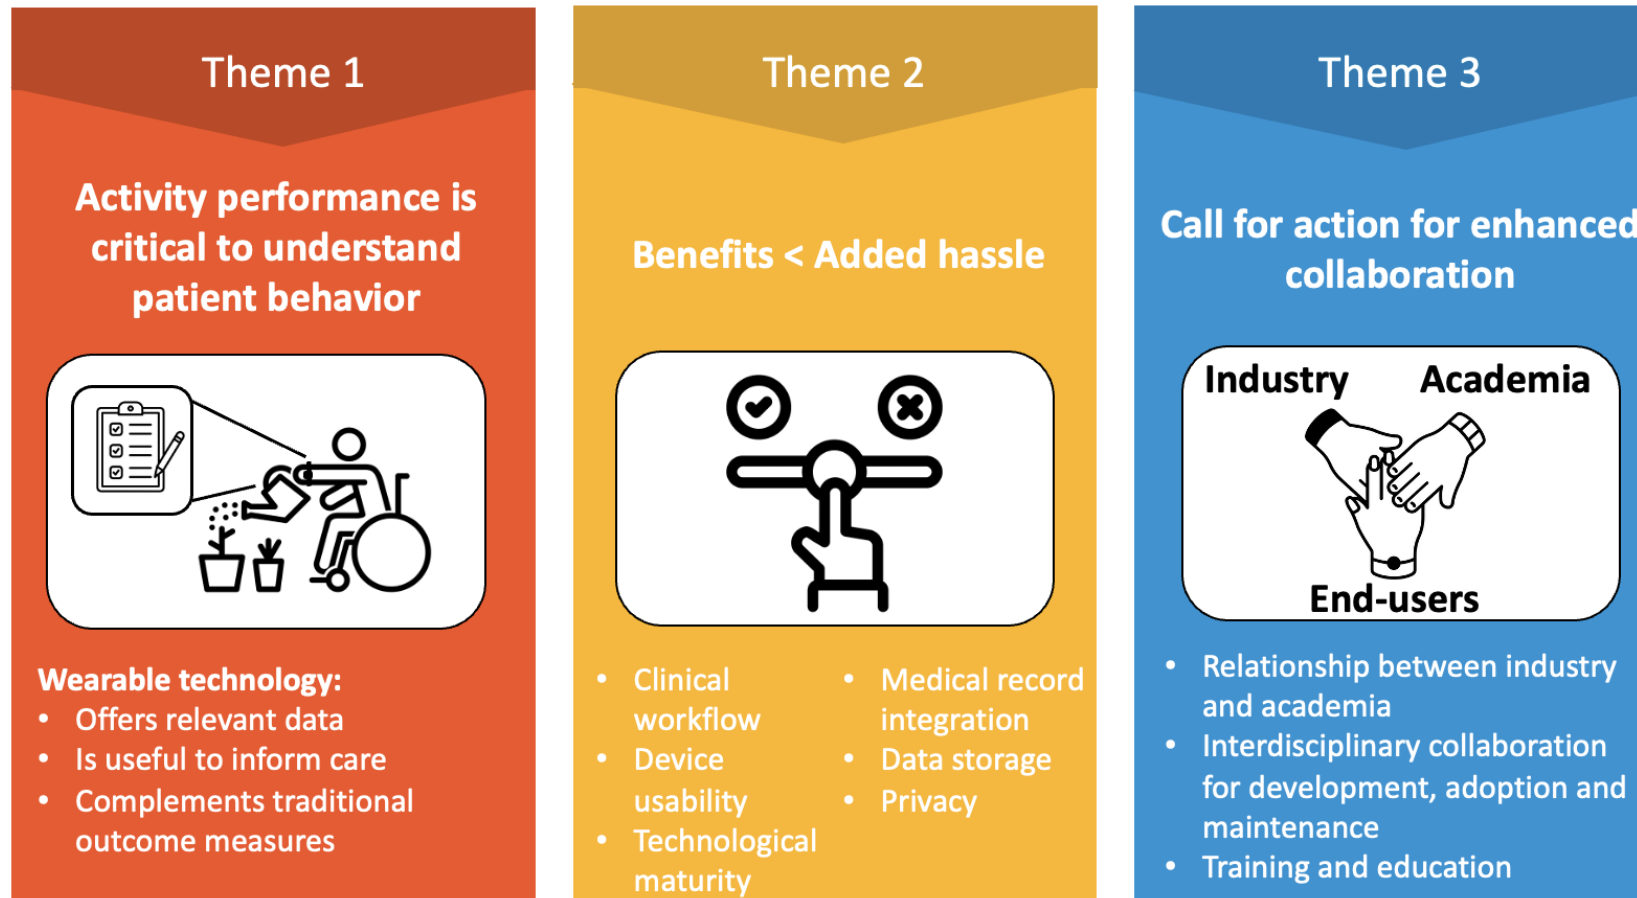 Theme 1
Activity performance is
critical to understand
patient behavior
Wearable technology:
• Offers relevant data
• Is useful to inform care
• Complements traditional
outcome measures
Theme 2
Benefits < Added hassle
• Clinical
workflow
• Device
usability
• Technological
maturity
• Medical record
integration
• Data storage
• Privacy
Theme 3
Call for action for enhanced
collaboration
Industry
Academia
End-users
• Relationship between industry
and academia
• Interdisciplinary collaboration
for development, adoption and
maintenance
• Training and education